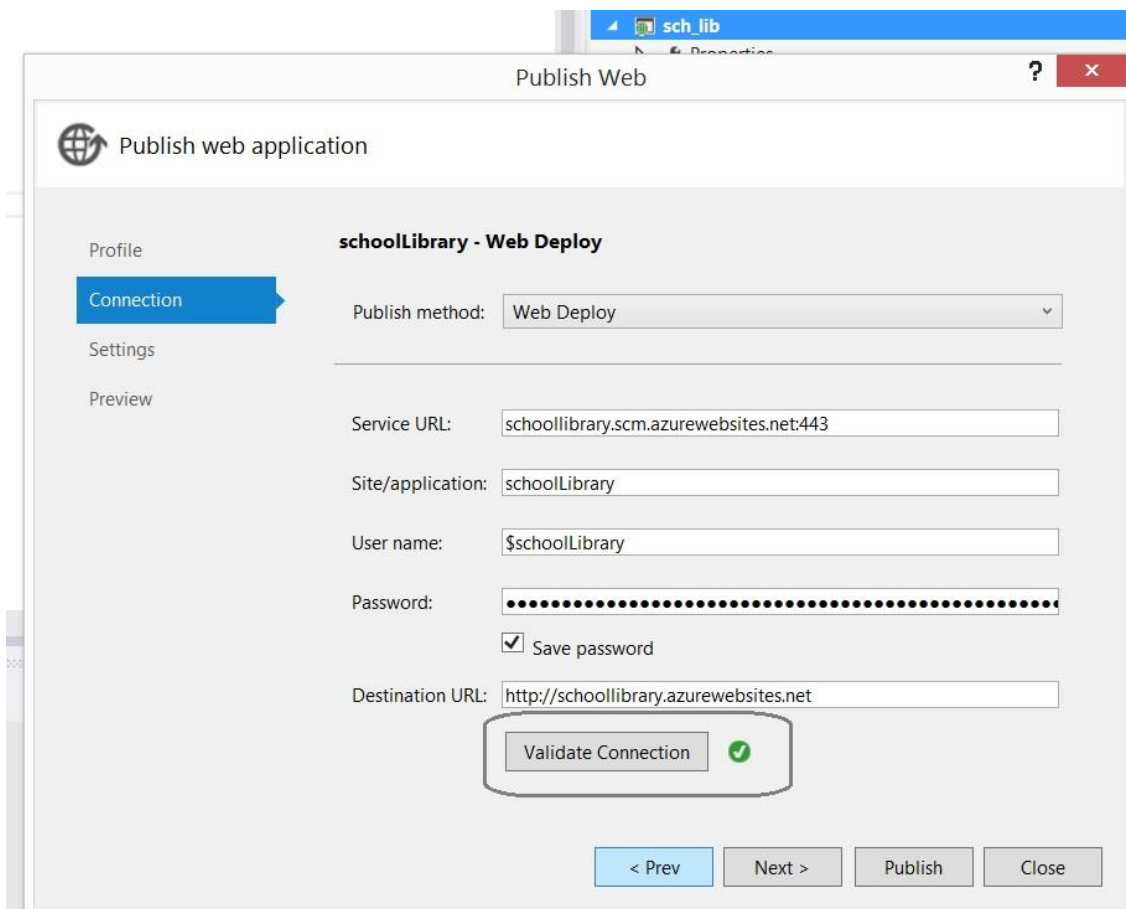 sch_lib
Properties
Publish Web
?
Publish web application
Profile
Connection
Settings
Preview
schoolLibrary - Web Deploy
Publish method: Web Deploy
Service URL: schoollibrary.scm.azurewebsites.net:443
Site/application: schoolLibrary
User name: $schoolLibrary
Password: ••••••••••••••••••••••••••••••••••••••••••••••••••
Save password
Destination URL: http://schoollibrary.azurewebsites.net
Validate Connection
< Prev Next > Publish Close